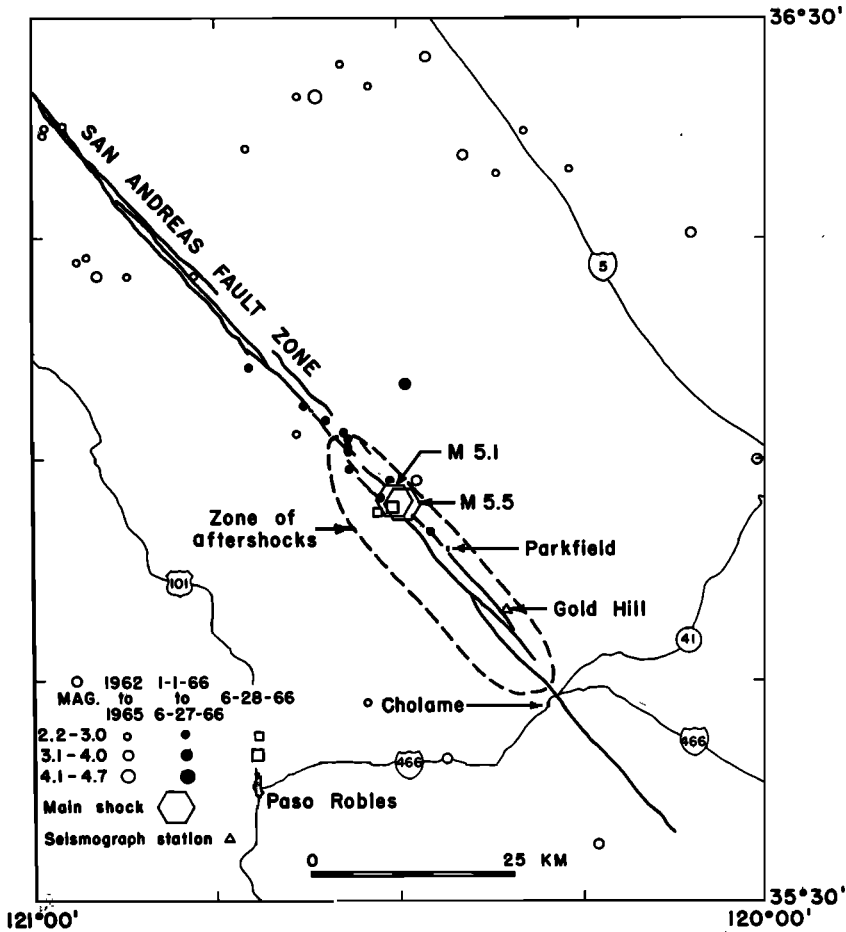 36°30'
SAN ANDREAS FAULT ZONE
5
M 5.1
M 5.5
Zone of
aftershocks
Parkfield
Gold Hill
101
41
Cholame
466
466
1962 1-1-66
MAG. to to 6-28-66
1965 6-27-66
2.2-3.0
3.1-4.0
4.1-4.7
Main shock
Seismograph station
Paso Robles
0 25 KM
35°30'
121°00' 120°00'